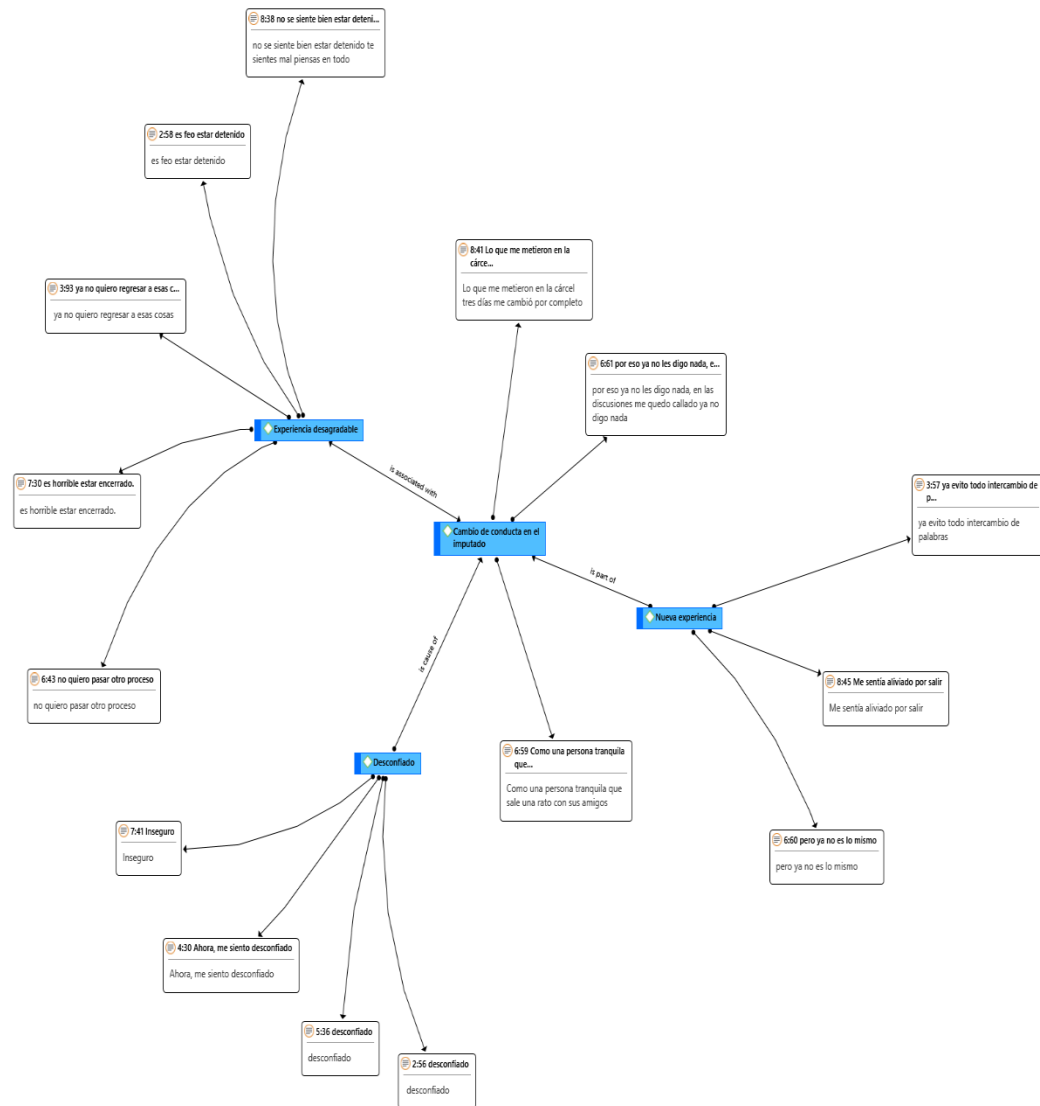 8:38 no se siente bien estar deteni...
no se siente bien estar detenido te
sientes mal piensas en todo
2:58 es feo estar detenido
es feo estar detenido
8:41 Lo que me metieron en la
cárce...
Lo que me metieron en la cárcel
tres días me cambió por completo
3:93 ya no quiero regresar a esas c...
ya no quiero regresar a esas cosas
6:61 por eso ya no les digo nada, e...
por eso ya no les digo nada, en las
discusiones me quedo callado ya no
digo nada
Experiencia desagradable
is associated with
7:30 es horrible estar encerrado.
es horrible estar encerrado.
3:57 ya evito todo intercambio de
p...
ya evito todo intercambio de
palabras
Cambio de conducta en el
imputado
is part of
Nueva experiencia
is cause of
6:43 no quiero pasar otro proceso
no quiero pasar otro proceso
8:45 Me sentía aliviado por salir
Me sentía aliviado por salir
Desconfiado
6:59 Como una persona tranquila
que...
Como una persona tranquila que
sale una rato con sus amigos
7:41 Inseguro
Inseguro
6:60 pero ya no es lo mismo
pero ya no es lo mismo
4:30 Ahora, me siento desconfiado
Ahora, me siento desconfiado
5:36 desconfiado
desconfiado
2:56 desconfiado
desconfiado